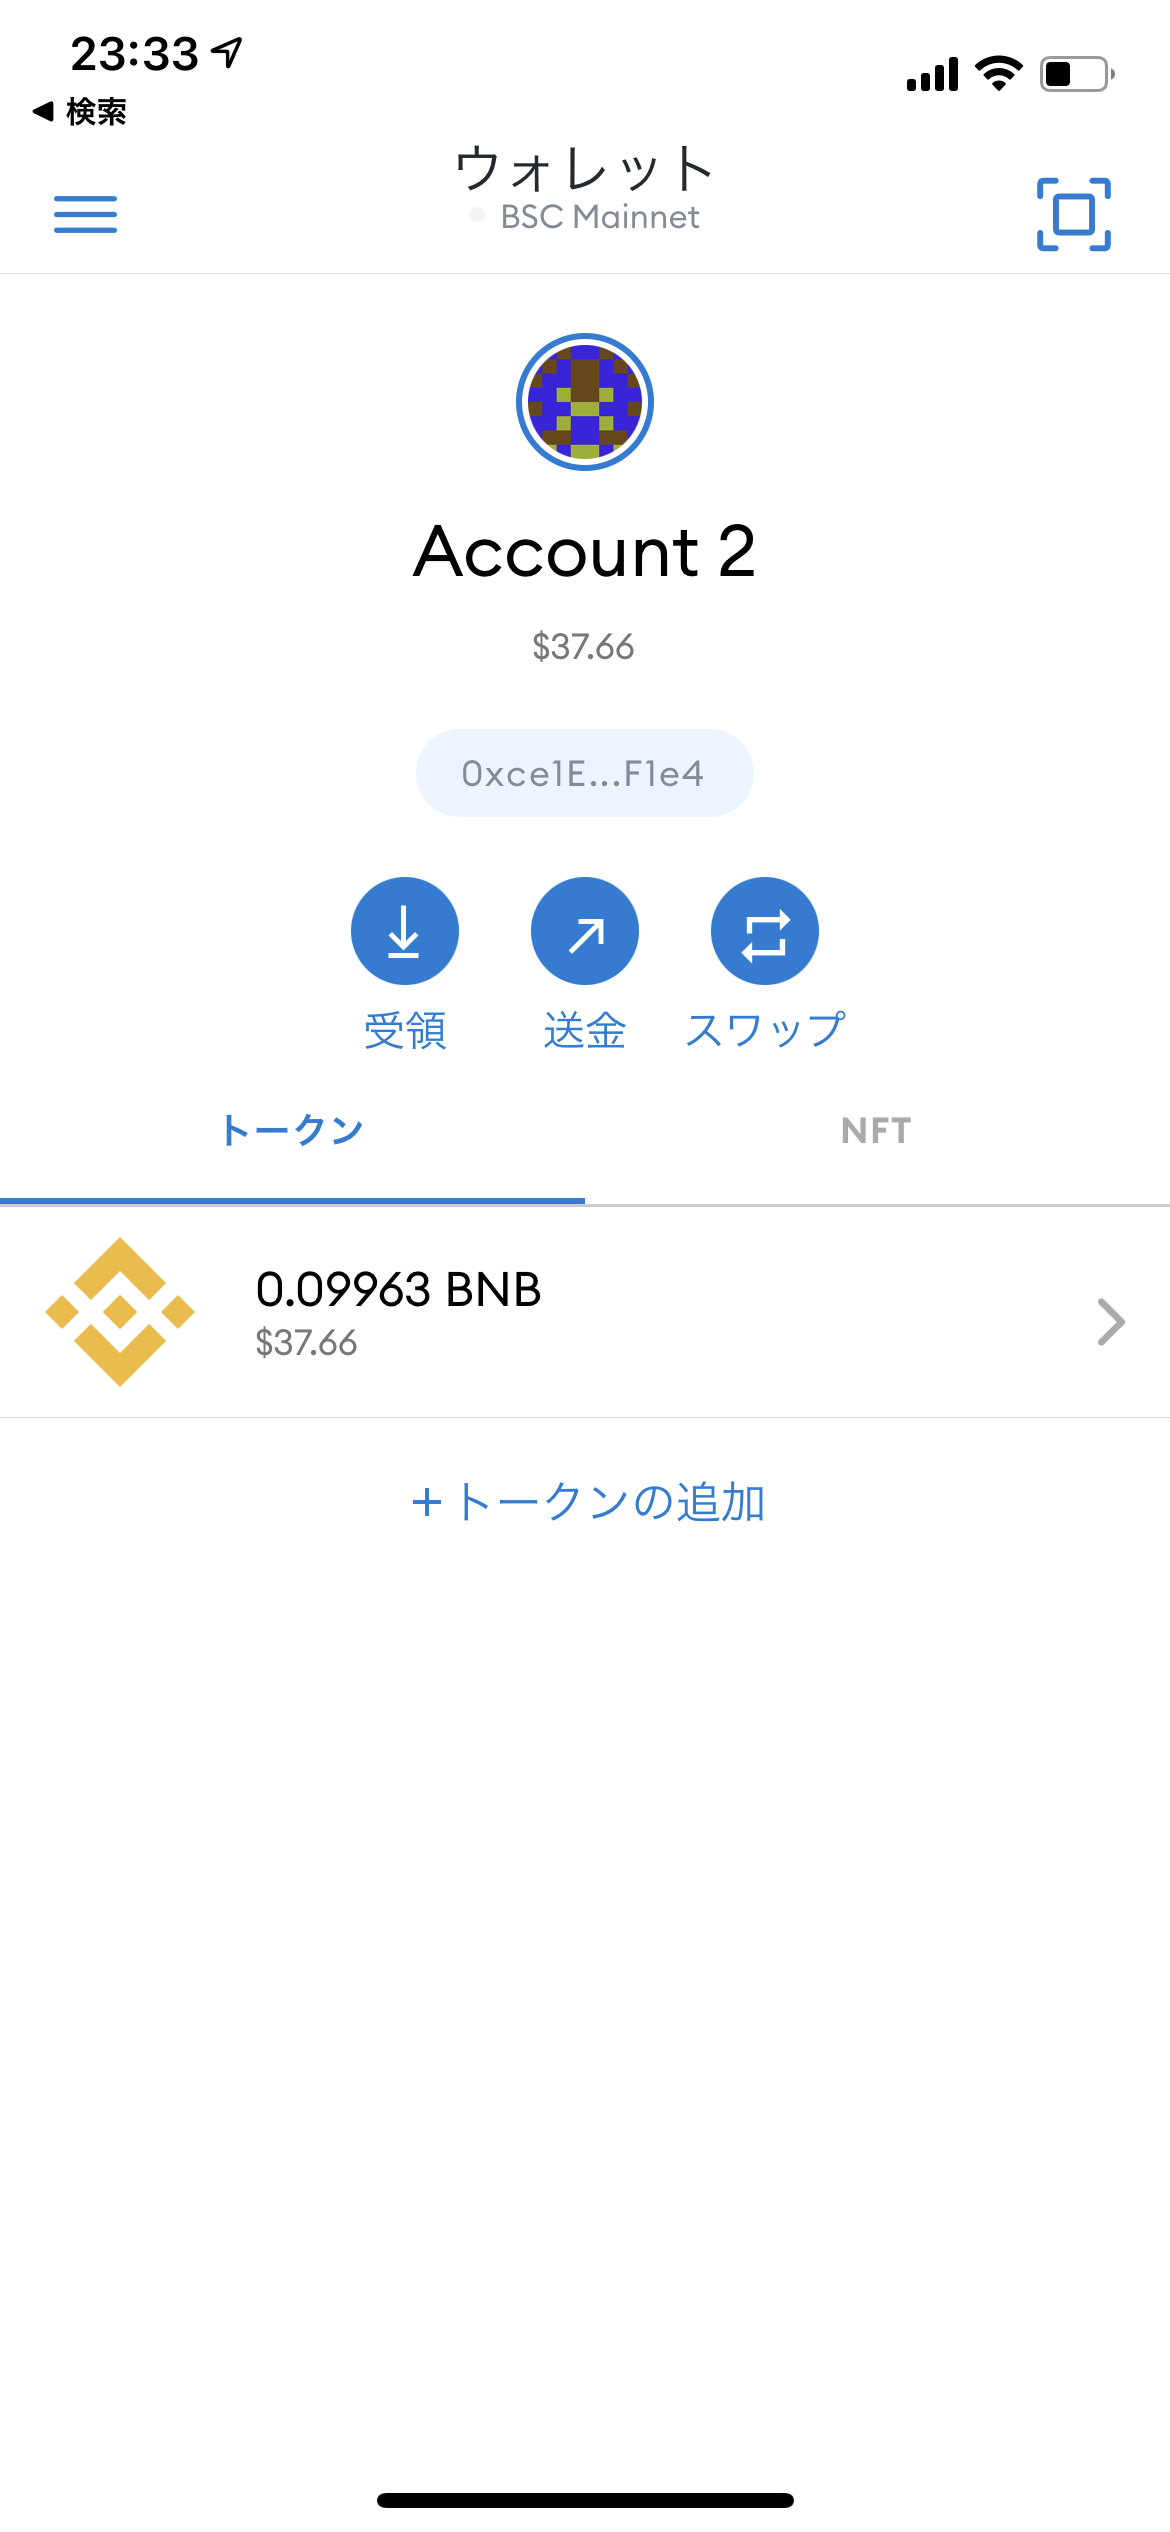 23:33
◀ 検索
ウォレット
BSC Mainnet
Account 2
$37.66
0xce1E...F1e4
受領 送金 スワップ
トークン NFT
0.09963 BNB
$37.66
+トークンの追加